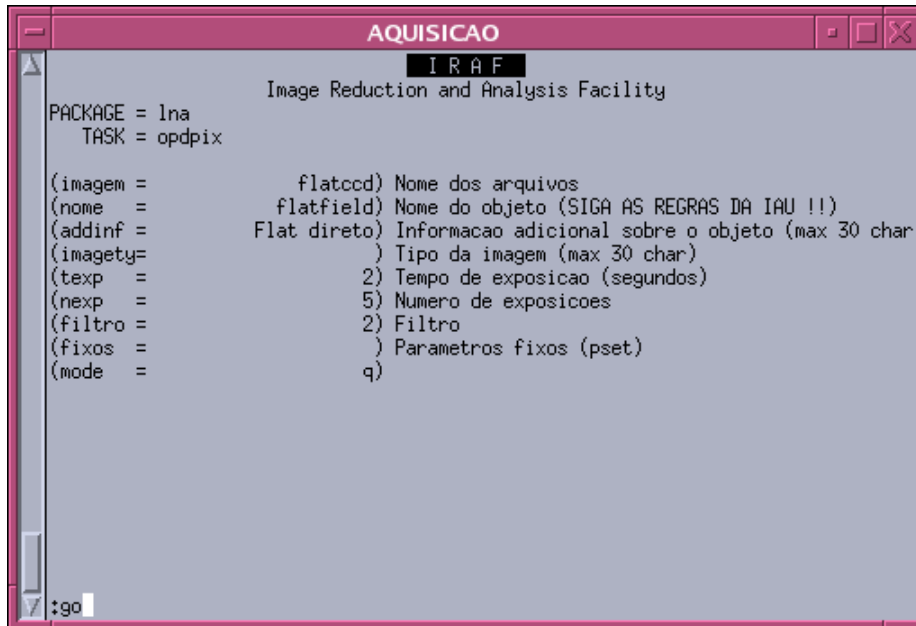 AQUISICAO
I R A F
Image Reduction and Analysis Facility
PACKAGE = lna
TASK = opdpix
(imagem = flatccd) Nome dos arquivos
(nome = flatfield) Nome do objeto (SIGA AS REGRAS DA IAU !!)
(addinf = Flat direto) Informacao adicional sobre o objeto (max 30 char
(imagety= ) Tipo da imagem (max 30 char)
(texp = 2) Tempo de exposicao (segundos)
(nexp = 5) Numero de exposicoes
(filtro = 2) Filtro
(fixos = ) Parametros fixos (pset)
(mode = q)
:go